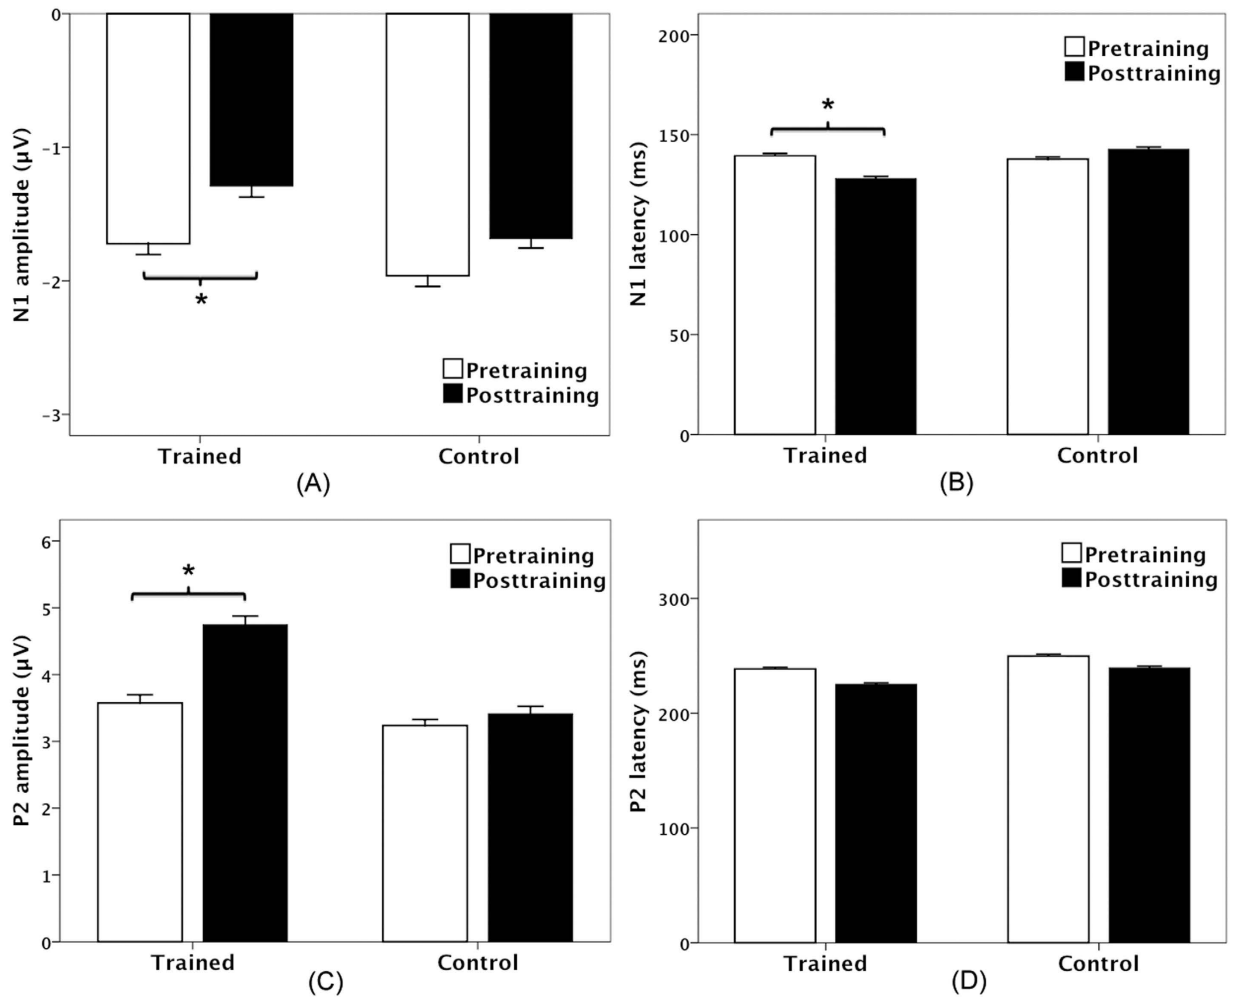 N1 amplitude (µV)
0
-1
-2
-3
*
Pretraining
Posttraining
Trained
Control
(A)
N1 latency (ms)
200
150
100
50
0
*
Pretraining
Posttraining
Trained
Control
(B)
P2 amplitude (µV)
6
5
4
3
2
1
0
*
Pretraining
Posttraining
Trained
Control
(C)
P2 latency (ms)
300
200
100
0
Pretraining
Posttraining
Trained
Control
(D)